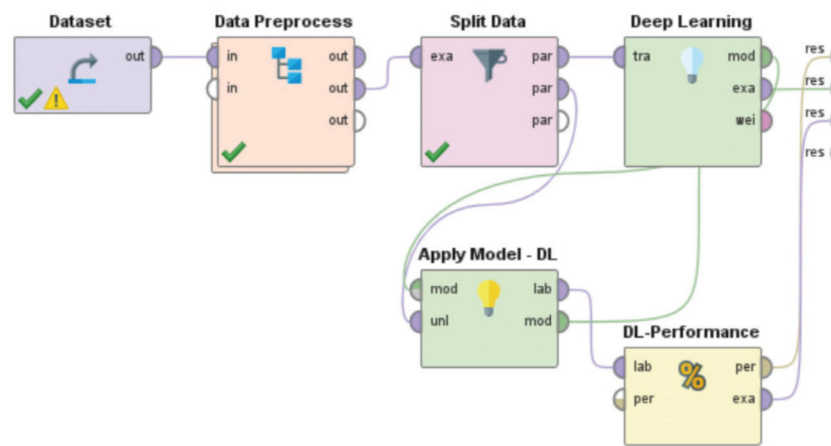 Dataset
out
Data Preprocess
in out
in out
out
Split Data
exa par
par
par
Deep Learning
tra mod
exa
wei
res
res
res
res
Apply Model - DL
mod lab
unl mod
DL-Performance
lab % per
per exa